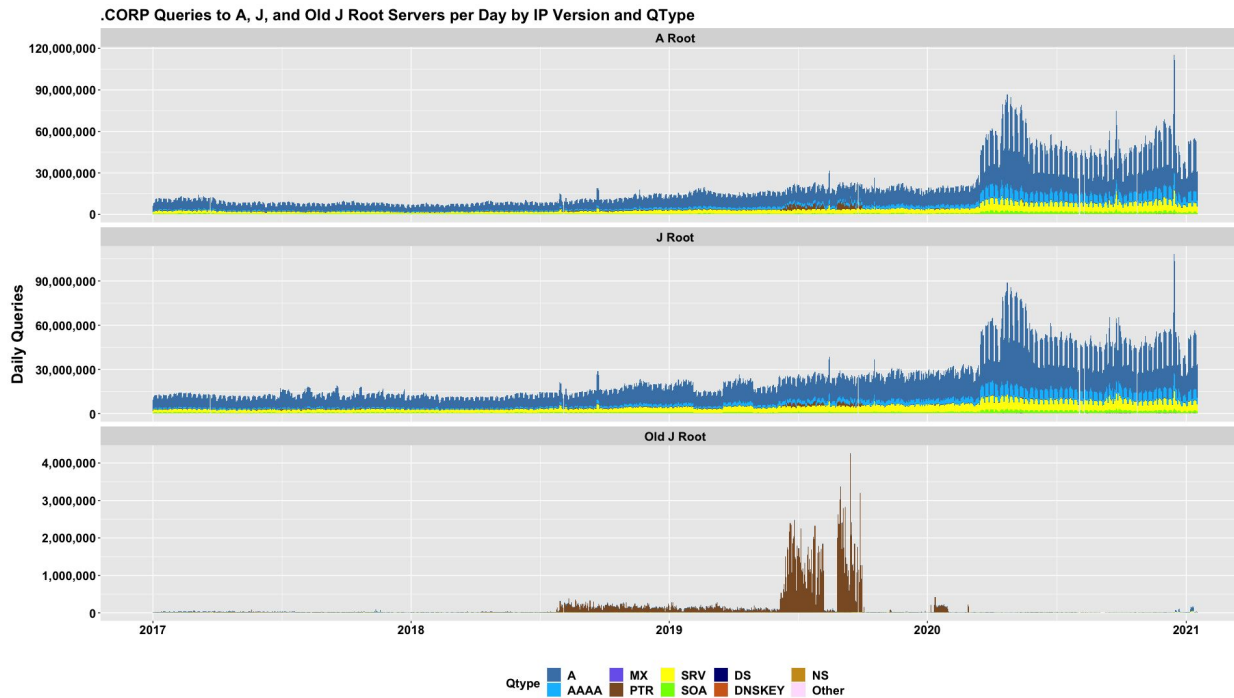 .CORP Queries to A, J, and Old J Root Servers per Day by IP Version and QType
A Root
120,000,000
90,000,000
60,000,000
30,000,000
0
J Root
90,000,000
60,000,000
30,000,000
0
Old J Root
4,000,000
3,000,000
2,000,000
1,000,000
0
Daily Queries
2017 2018 2019 2020 2021
Qtype
A MX SRV DS NS
AAAA PTR SOA DNSKEY Other